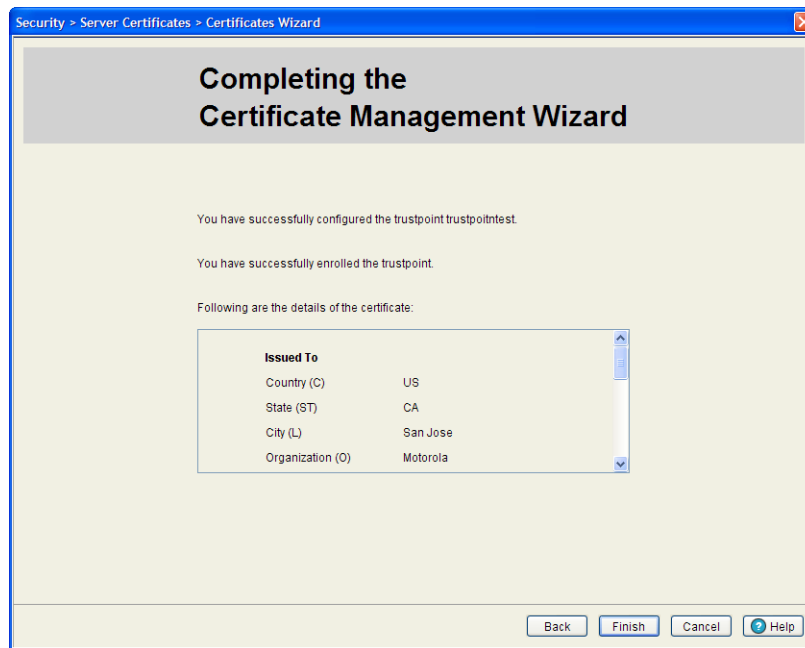 Security > Server Certificates > Certificates Wizard
Completing the
Certificate Management Wizard
You have successfully configured the trustpoint trustpoitntest.
You have successfully enrolled the trustpoint.
Following are the details of the certificate:
Issued To
Country (C) US
State (ST) CA
City (L) San Jose
Organization (O) Motorola
Back Finish Cancel ? Help